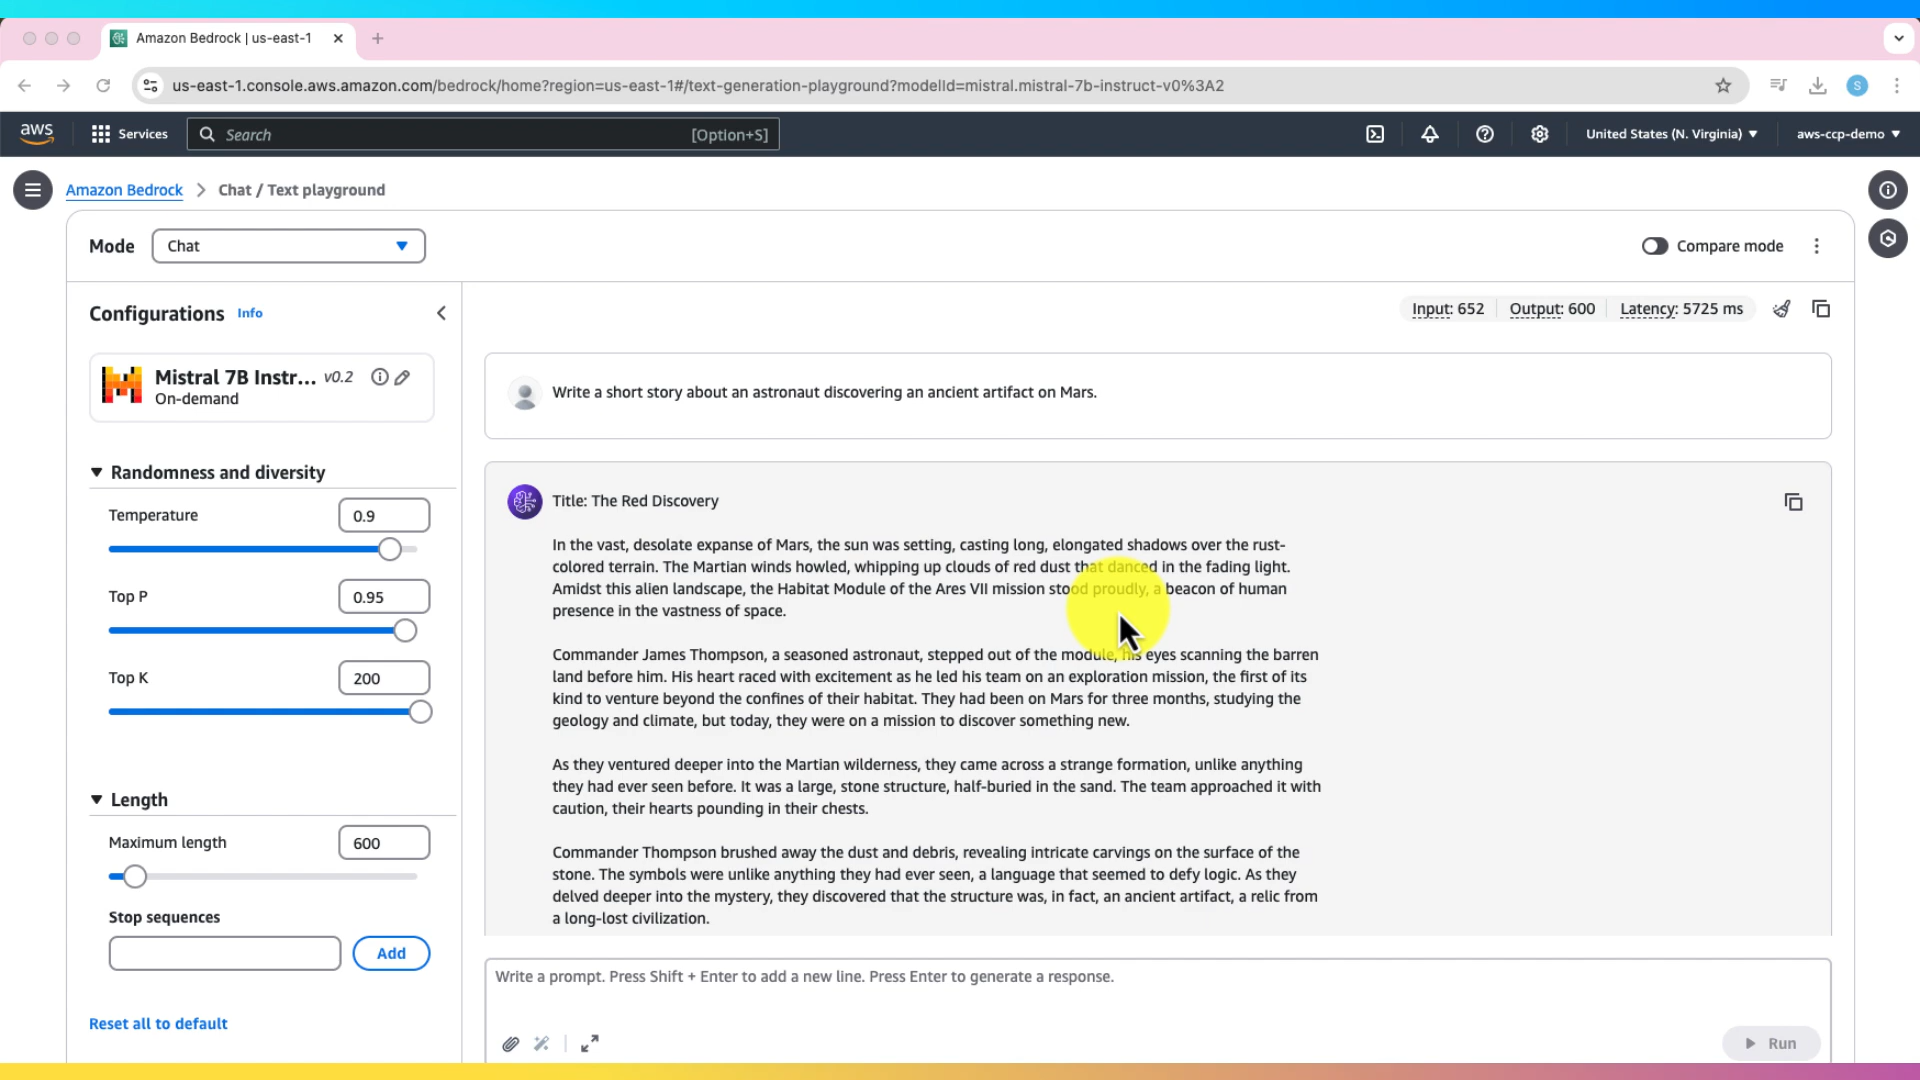 Amazon Bedrock | us-east-1
us-east-1.console.aws.amazon.com/bedrock/home?region=us-east-1#/text-generation-playground?modelId=mistral.mistral-7b-instruct-v0%3A2
S
aws Services Search [Option+S] United States (N. Virginia) aws-ccp-demo
Amazon Bedrock > Chat / Text playground
Mode Chat Compare mode
Configurations Info
Input: 652 Output: 600 Latency: 5725 ms
Mistral 7B Instr... v0.2
On-demand
Write a short story about an astronaut discovering an ancient artifact on Mars.
Randomness and diversity
Temperature 0.9
Top P 0.95
Top K 200
Length
Maximum length 600
Stop sequences
Add
Reset all to default
Title: The Red Discovery
In the vast, desolate expanse of Mars, the sun was setting, casting long, elongated shadows over the rust-
colored terrain. The Martian winds howled, whipping up clouds of red dust that danced in the fading light.
Amidst this alien landscape, the Habitat Module of the Ares VII mission stood proudly, a beacon of human
presence in the vastness of space.
Commander James Thompson, a seasoned astronaut, stepped out of the module, his eyes scanning the barren
land before him. His heart raced with excitement as he led his team on an exploration mission, the first of its
kind to venture beyond the confines of their habitat. They had been on Mars for three months, studying the
geology and climate, but today, they were on a mission to discover something new.
As they ventured deeper into the Martian wilderness, they came across a strange formation, unlike anything
they had ever seen before. It was a large, stone structure, half-buried in the sand. The team approached it with
caution, their hearts pounding in their chests.
Commander Thompson brushed away the dust and debris, revealing intricate carvings on the surface of the
stone. The symbols were unlike anything they had ever seen, a language that seemed to defy logic. As they
delved deeper into the mystery, they discovered that the structure was, in fact, an ancient artifact, a relic from
a long-lost civilization.
Write a prompt. Press Shift + Enter to add a new line. Press Enter to generate a response.
Run